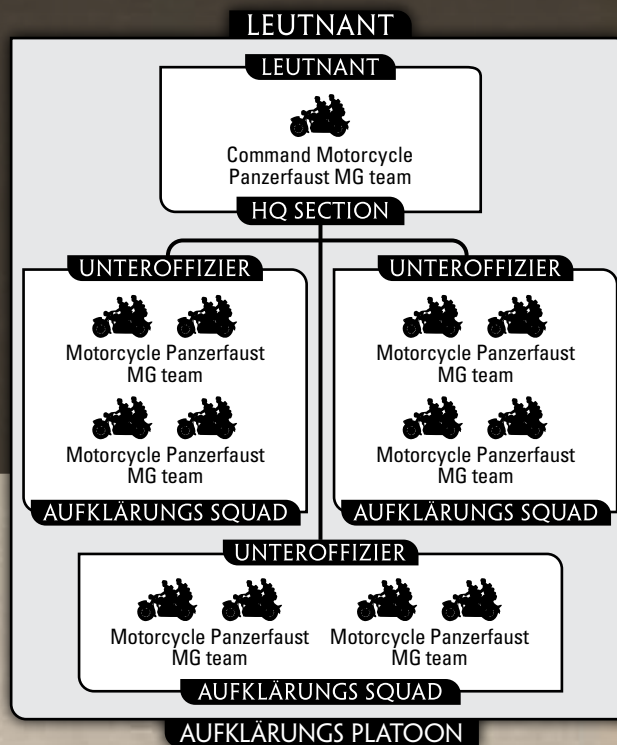 LEUTNANT
LEUTNANT
Command Motorcycle
Panzerfaust MG team
HQ SECTION
UNTEROFFIZIER
Motorcycle Panzerfaust
MG team
Motorcycle Panzerfaust
MG team
AUFKLÄRUNGS SQUAD
UNTEROFFIZIER
Motorcycle Panzerfaust
MG team
Motorcycle Panzerfaust
MG team
AUFKLÄRUNGS SQUAD
UNTEROFFIZIER
Motorcycle Panzerfaust
MG team
Motorcycle Panzerfaust
MG team
AUFKLÄRUNGS SQUAD
AUFKLÄRUNGS PLATOON